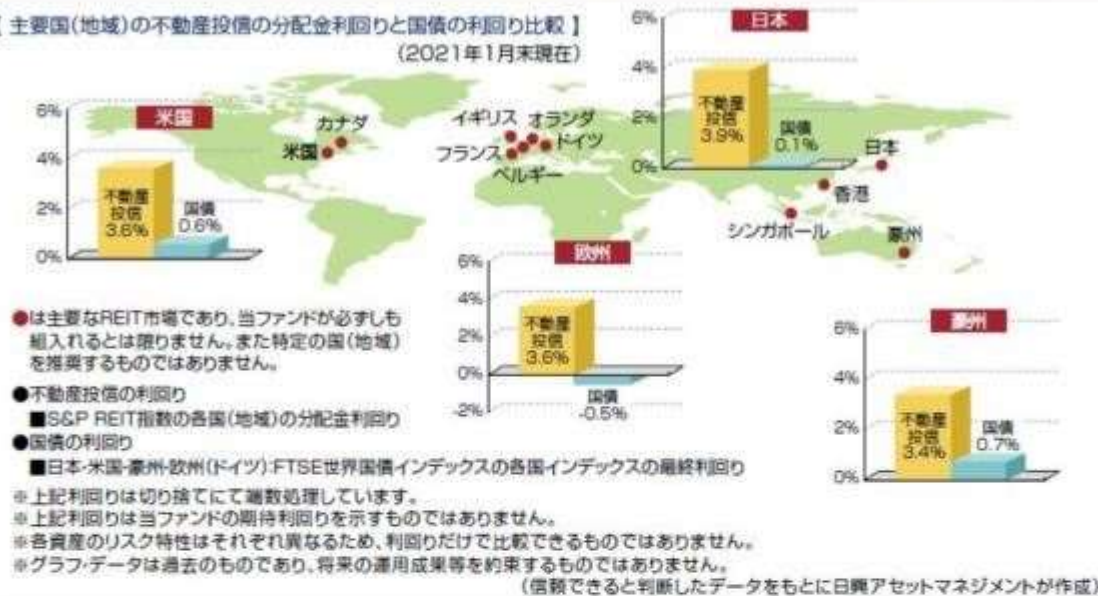 【主要国(地域)の不動産投信の分配金利回りと国債の利回り比較】
(2021年1月末現在)
米国
6%
4%
2%
0%
不動産
投信
3.6%
国債
0.6%
カナダ
米国
イギリス
オランダ
フランス
ドイツ
ベルギー
日本
6%
4%
2%
0%
不動産
投信
3.9%
国債
0.1%
日本
香港
シンガポール
豪州
欧州
6%
4%
2%
0%
-2%
不動産
投信
3.6%
国債
-0.5%
豪州
6%
4%
2%
0%
不動産
投信
3.4%
国債
0.7%
●は主要なREIT市場であり、当ファンドが必ずしも
組入れるとは限りません。また特定の国(地域)
を推奨するものではありません。
●不動産投信の利回り
■S&P REIT指数の各国(地域)の分配金利回り
●国債の利回り
■日本・米国・豪州・欧州(ドイツ):FTSE世界国債インデックスの各国インデックスの最終利回り
※上記利回りは切り捨てにて端数処理しています。
※上記利回りは当ファンドの期待利回りを示すものではありません。
※各資産のリスク特性はそれぞれ異なるため、利回りだけで比較できるものではありません。
※グラフ・データは過去のものであり、将来の運用成果等を約束するものではありません。
(信頼できると判断したデータをもとに日興アセットマネジメントが作成)